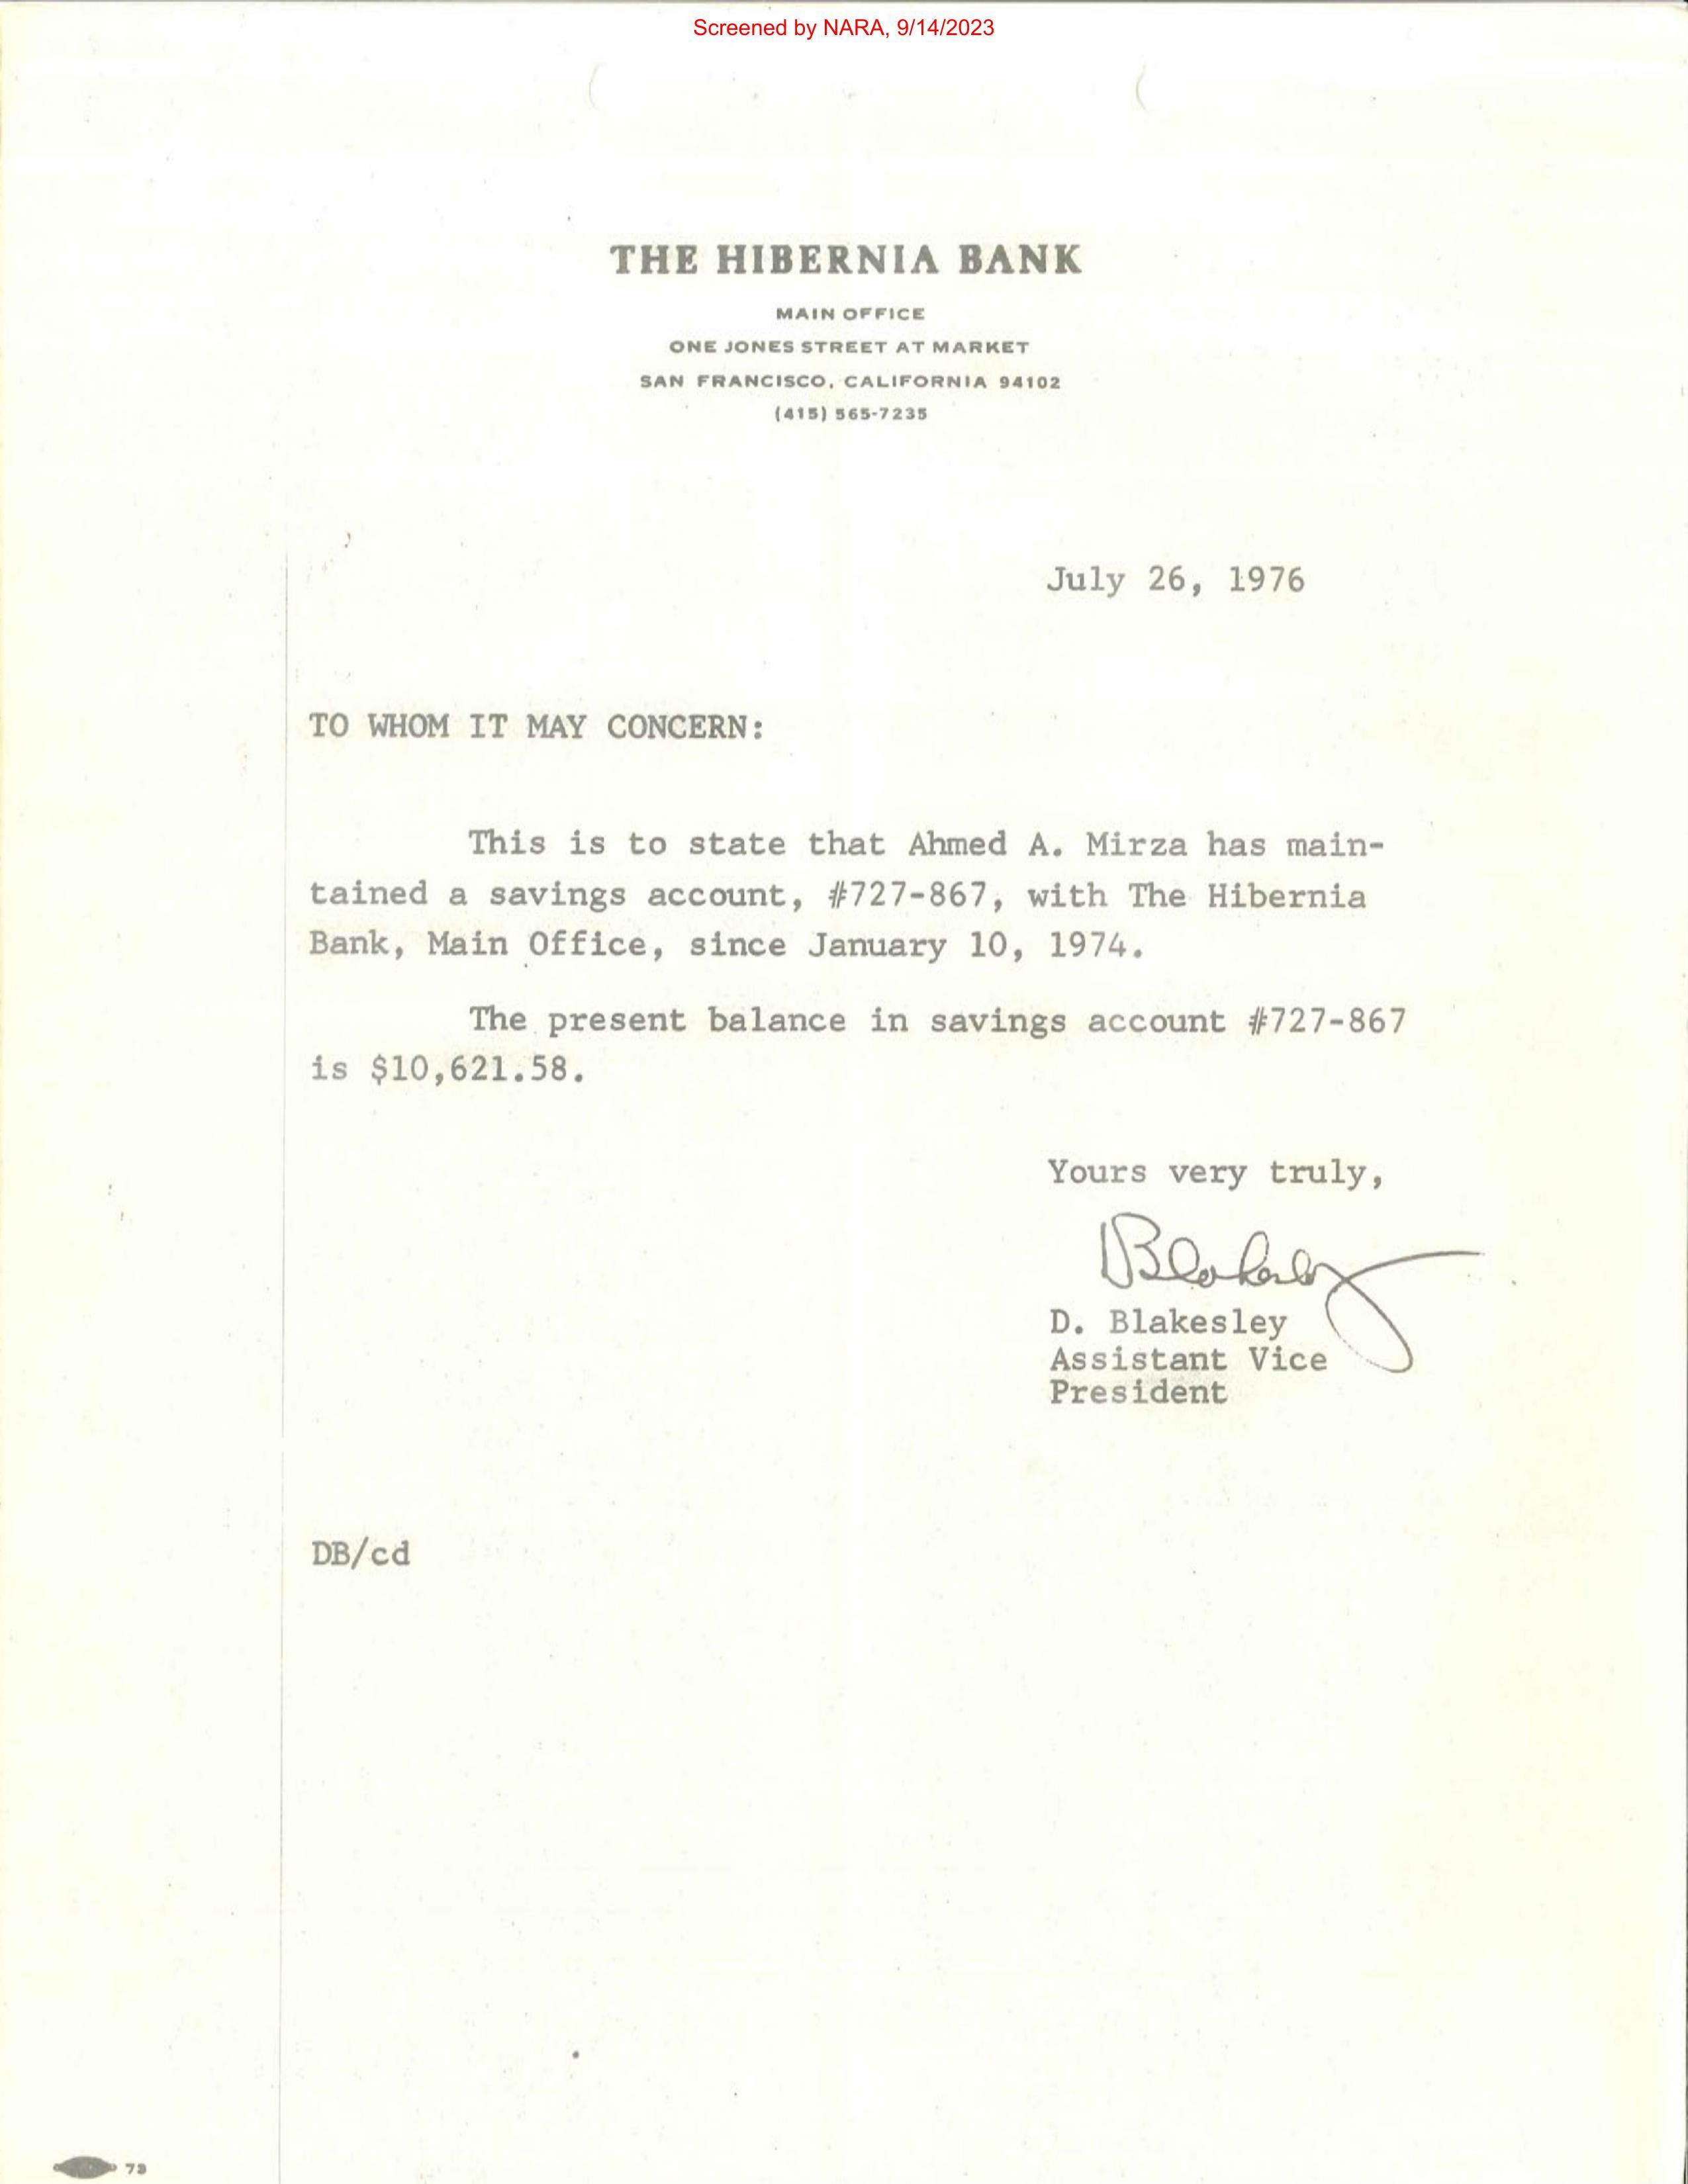 Screened by NARA, 9/14/2023
THE HIBERNIA BANK
MAIN OFFICE
ONE JONES STREET AT MARKET
SAN FRANCISCO, CALIFORNIA 94102
(415) 565-7235
July 26, 1976
TO WHOM IT MAY CONCERN:
This is to state that Ahmed A. Mirza has main-
tained a savings account, #727-867, with The Hibernia
Bank, Main Office, since January 10, 1974.
The present balance in savings account #727-867
is $10,621.58.
Yours very truly,
Blakesley
D. Blakesley
Assistant Vice
President
DB/cd
73